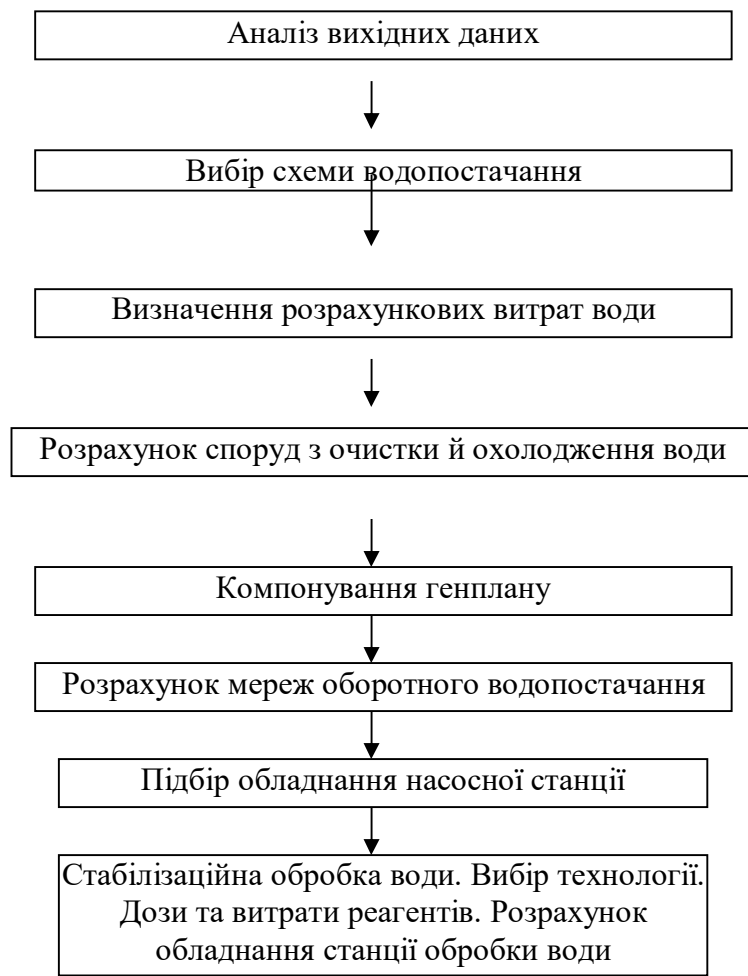 Аналіз вихідних даних
Вибір схеми водопостачання
Визначення розрахункових витрат води
Розрахунок споруд з очистки й охолодження води
Компонування генплану
Розрахунок мереж оборотного водопостачання
Підбір обладнання насосної станції
Стабілізаційна обробка води. Вибір технології.
Дози та витрати реагентів. Розрахунок
обладнання станції обробки води